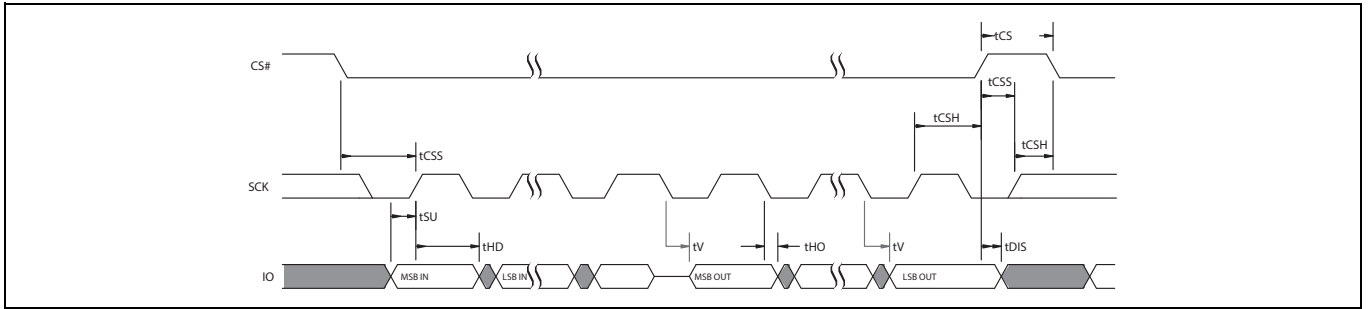 tCS
CS#
tCSS
tCSH
tCSH
tCSS
SCK
tSU
tHD
tV
tHO
tV
tDIS
IO
MSB IN
LSB IN
MSB OUT
LSB OUT